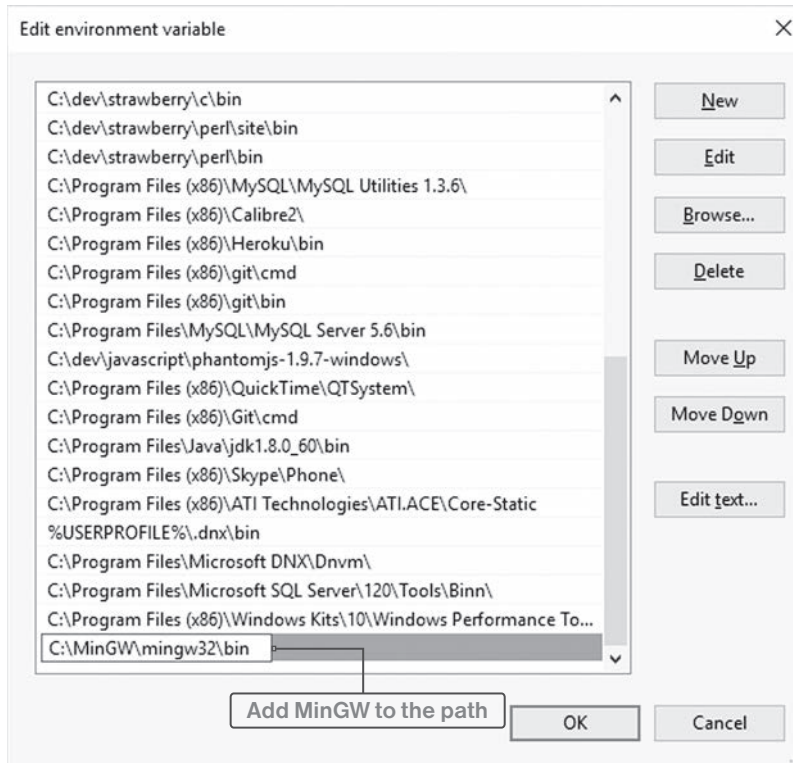 Edit environment variable
C:\dev\strawberry\c\bin
C:\dev\strawberry\perl\site\bin
C:\dev\strawberry\perl\bin
C:\Program Files (x86)\MySQL\MySQL Utilities 1.3.6\
C:\Program Files (x86)\Calibre2\
C:\Program Files (x86)\Heroku\bin
C:\Program Files (x86)\git\cmd
C:\Program Files (x86)\git\bin
C:\Program Files\MySQL\MySQL Server 5.6\bin
C:\dev\javascript\phantomjs-1.9.7-windows\
C:\Program Files (x86)\QuickTime\QTSystem\
C:\Program Files (x86)\Git\cmd
C:\Program Files\Java\jdk1.8.0_60\bin
C:\Program Files (x86)\Skype\Phone\
C:\Program Files (x86)\ATI Technologies\ATI.ACE\Core-Static
%USERPROFILE%\.dnx\bin
C:\Program Files\Microsoft DNX\Dnvm\
C:\Program Files\Microsoft SQL Server\120\Tools\Binn\
C:\Program Files (x86)\Windows Kits\10\Windows Performance To...
C:\MinGW\mingw32\bin
New
Edit
Browse...
Delete
Move Up
Move Down
Edit text...
Add MinGW to the path
OK
Cancel